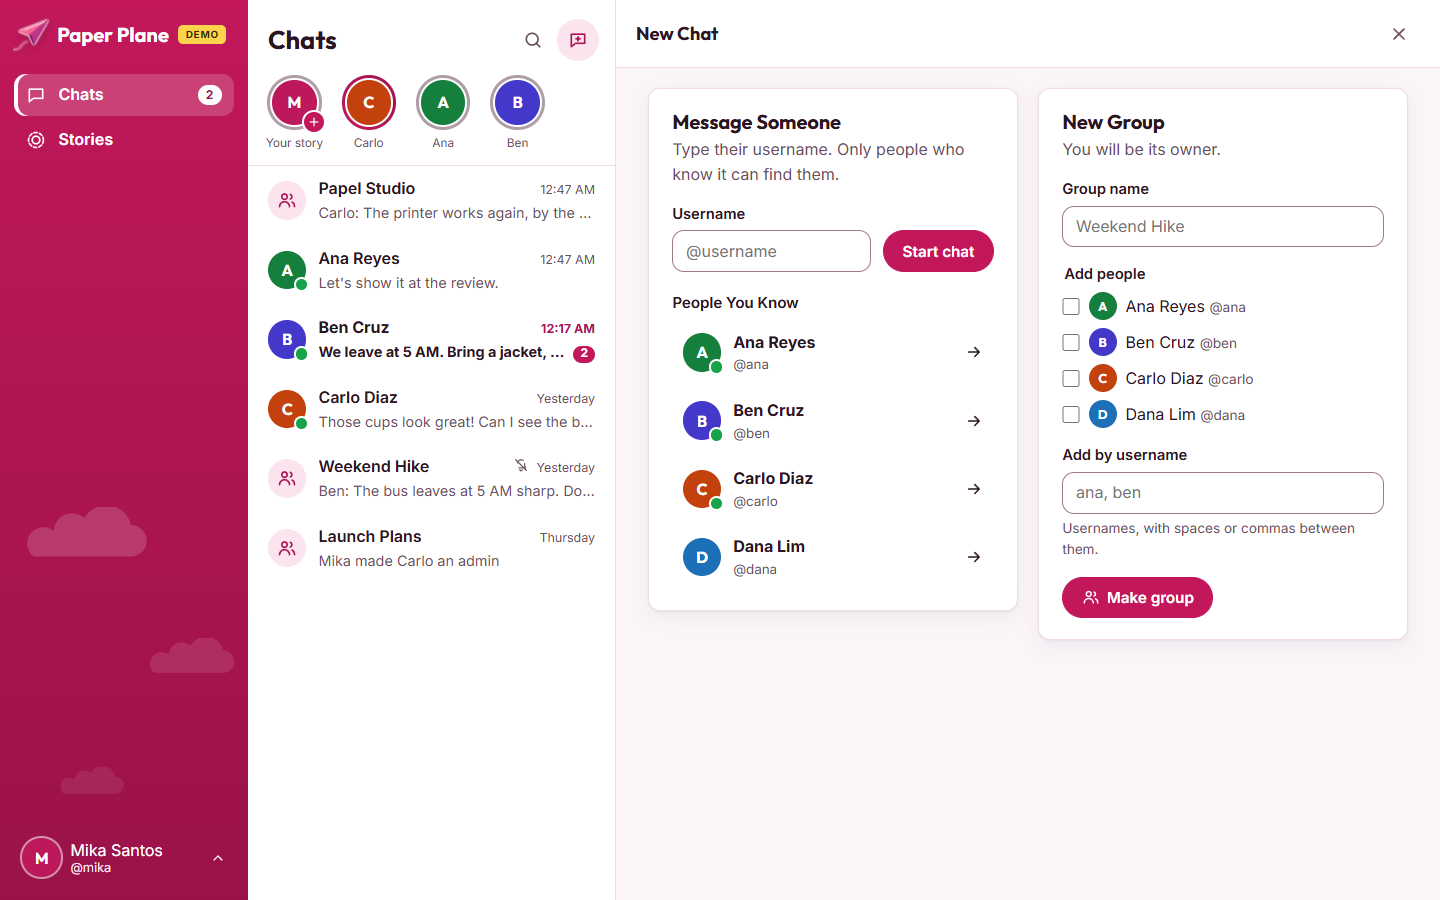 Paper Plane DEMO
Chats 2
Stories
M Mika Santos
@mika
Chats
M C A B
Your story Carlo Ana Ben
Papel Studio 12:47 AM
Carlo: The printer works again, by the ...
A Ana Reyes 12:47 AM
Let's show it at the review.
B Ben Cruz 12:17 AM
We leave at 5 AM. Bring a jacket, ... 2
C Carlo Diaz Yesterday
Those cups look great! Can I see the b...
Weekend Hike Yesterday
Ben: The bus leaves at 5 AM sharp. Do...
Launch Plans Thursday
Mika made Carlo an admin
New Chat
Message Someone
Type their username. Only people who
know it can find them.
Username
@username Start chat
People You Know
A Ana Reyes
@ana
B Ben Cruz
@ben
C Carlo Diaz
@carlo
D Dana Lim
@dana
New Group
You will be its owner.
Group name
Weekend Hike
Add people
A Ana Reyes @ana
B Ben Cruz @ben
C Carlo Diaz @carlo
D Dana Lim @dana
Add by username
ana, ben
Usernames, with spaces or commas between
them.
Make group